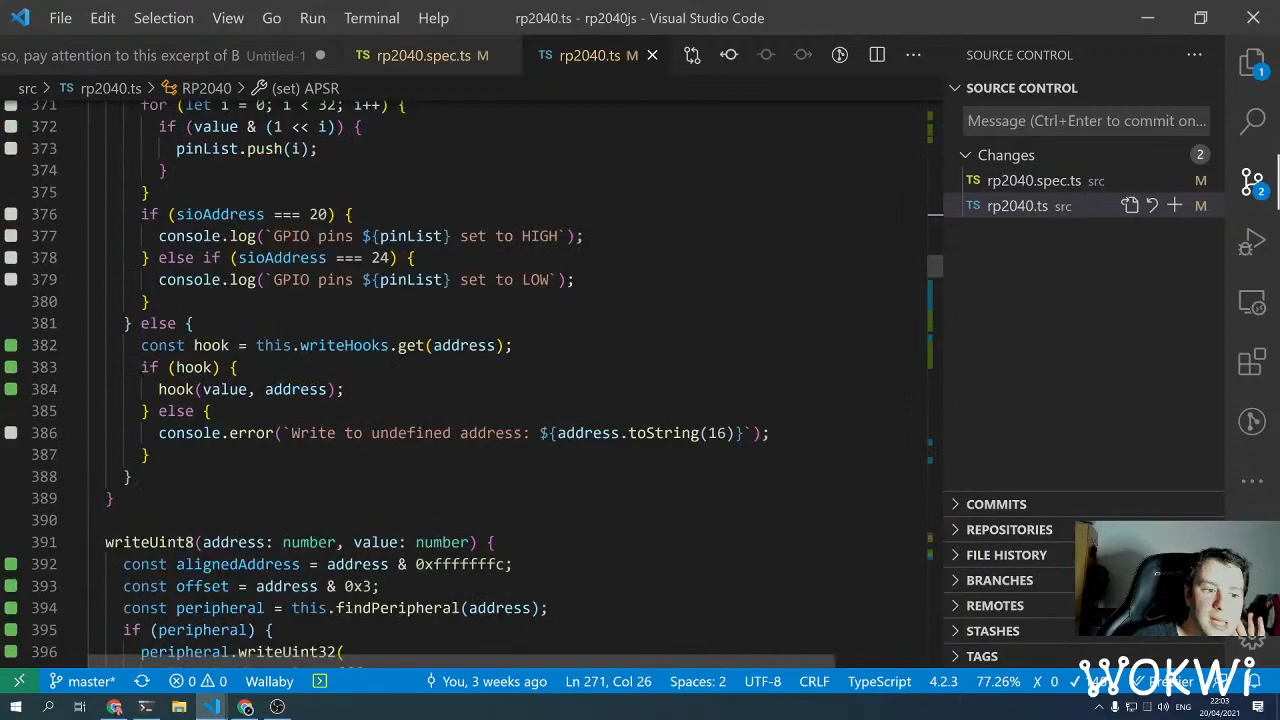 File Edit Selection View Go Run Terminal Help rp2040.ts - rp2040js - Visual Studio Code
so, pay attention to this excerpt of B Untitled-1 TS rp2040.spec.ts M TS rp2040.ts M
SOURCE CONTROL
src > TS rp2040.ts > RP2040 > (set) APSR
SOURCE CONTROL
Message (Ctrl+Enter to commit on...
Changes 2
TS rp2040.spec.ts src M
TS rp2040.ts src M
371 for (let i = 0; i < 32; i++) {
372 if (value & (1 << i)) {
373 pinList.push(i);
374 }
375 }
376 if (sioAddress === 20) {
377 console.log(`GPIO pins ${pinList} set to HIGH`);
378 } else if (sioAddress === 24) {
379 console.log(`GPIO pins ${pinList} set to LOW`);
380 }
381 } else {
382 const hook = this.writeHooks.get(address);
383 if (hook) {
384 hook(value, address);
385 } else {
386 console.error(`Write to undefined address: ${address.toString(16)}`);
387 }
388 }
389 }
390
391 writeUint8(address: number, value: number) {
392 const alignedAddress = address & 0xfffffffc;
393 const offset = address & 0x3;
394 const peripheral = this.findPeripheral(address);
395 if (peripheral) {
396 peripheral.writeUint32(
COMMITS
REPOSITORIES
FILE HISTORY
BRANCHES
REMOTES
STASHES
TAGS
1
2
WOKWi
master* 0 0 Wallaby You, 3 weeks ago Ln 271, Col 26 Spaces: 2 UTF-8 CRLF TypeScript 4.2.3 77.26% 0 Prettier
ENG 22:03
20/04/2021